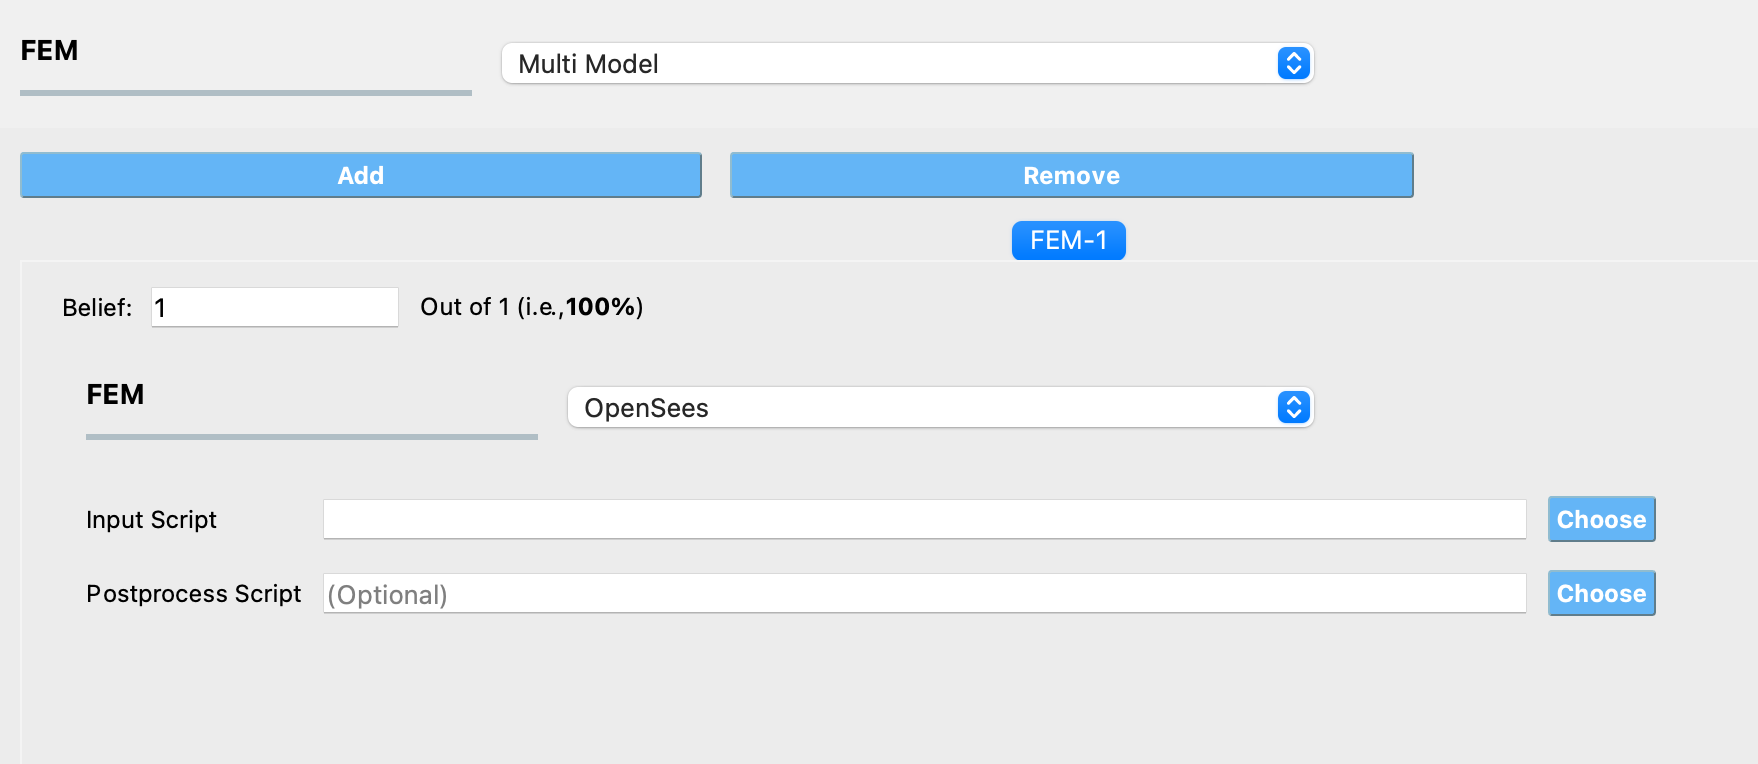 FEM
Multi Model
Add
Remove
FEM-1
Belief: 1 Out of 1 (i.e.,100%)
FEM
OpenSees
Input Script
Choose
Postprocess Script (Optional)
Choose